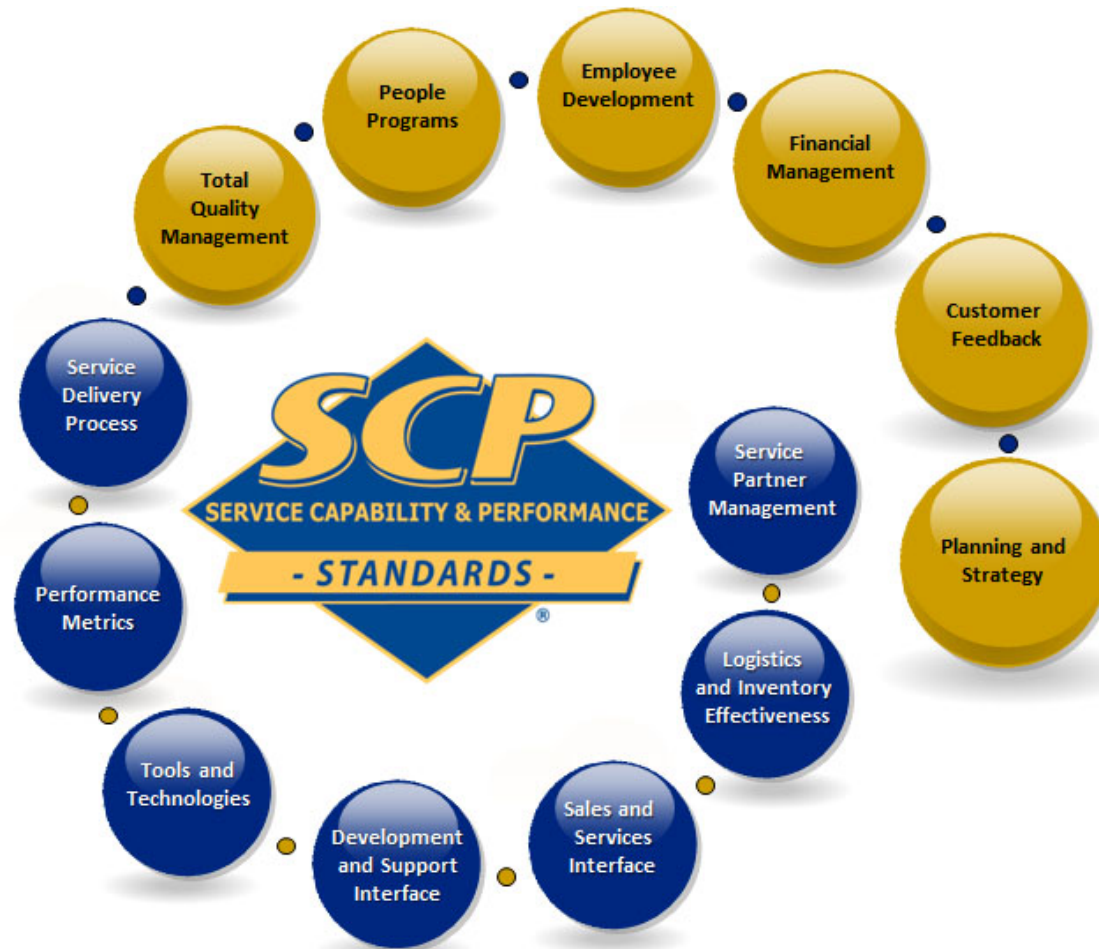 Employee
Development
People
Programs
Financial
Management
Total
Quality
Management
Customer
Feedback
Service
Delivery
Process
SCP
SERVICE CAPABILITY & PERFORMANCE
- STANDARDS -
®
Service
Partner
Management
Planning and
Strategy
Performance
Metrics
Logistics
and Inventory
Effectiveness
Tools and
Technologies
Development
and Support
Interface
Sales and
Services
Interface